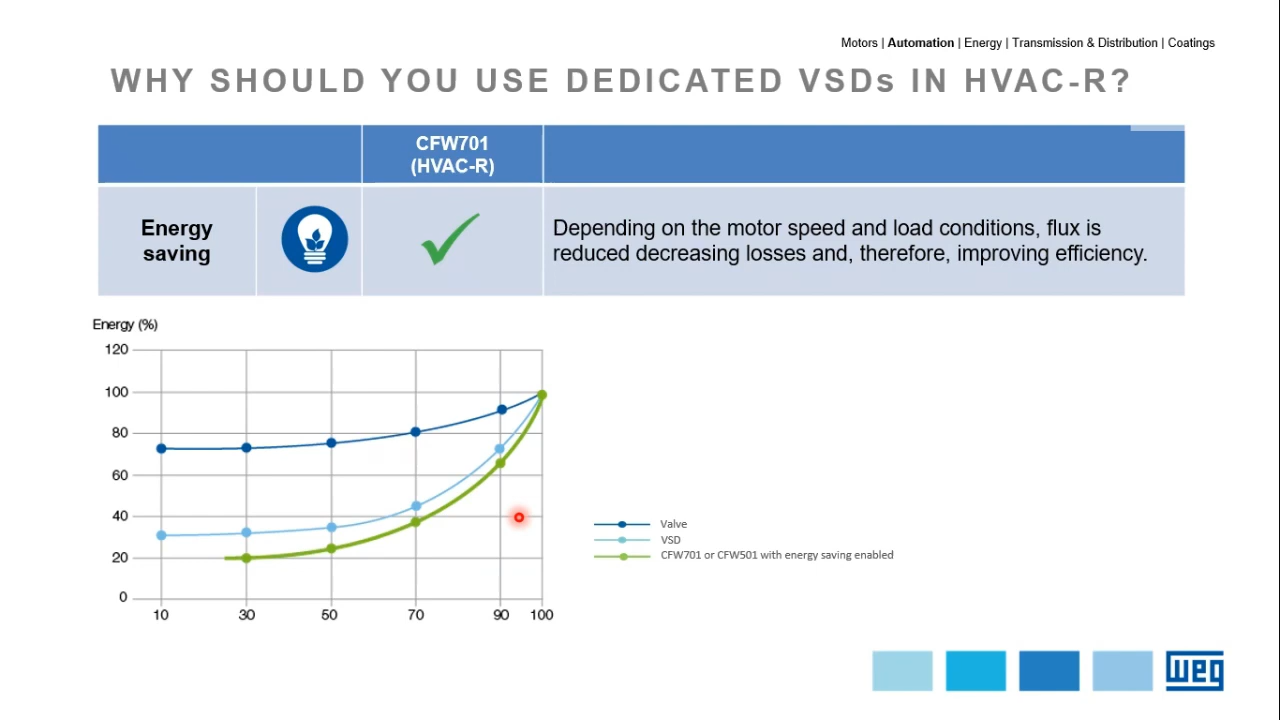 Motors | Automation | Energy | Transmission & Distribution | Coatings
WHY SHOULD YOU USE DEDICATED VSDs IN HVAC-R?
CFW701
(HVAC-R)
Energy
saving
Depending on the motor speed and load conditions, flux is
reduced decreasing losses and, therefore, improving efficiency.
Energy (%)
120
100
80
60
40
20
0
10 30 50 70 90 100
Valve
VSD
CFW701 or CFW501 with energy saving enabled
weg